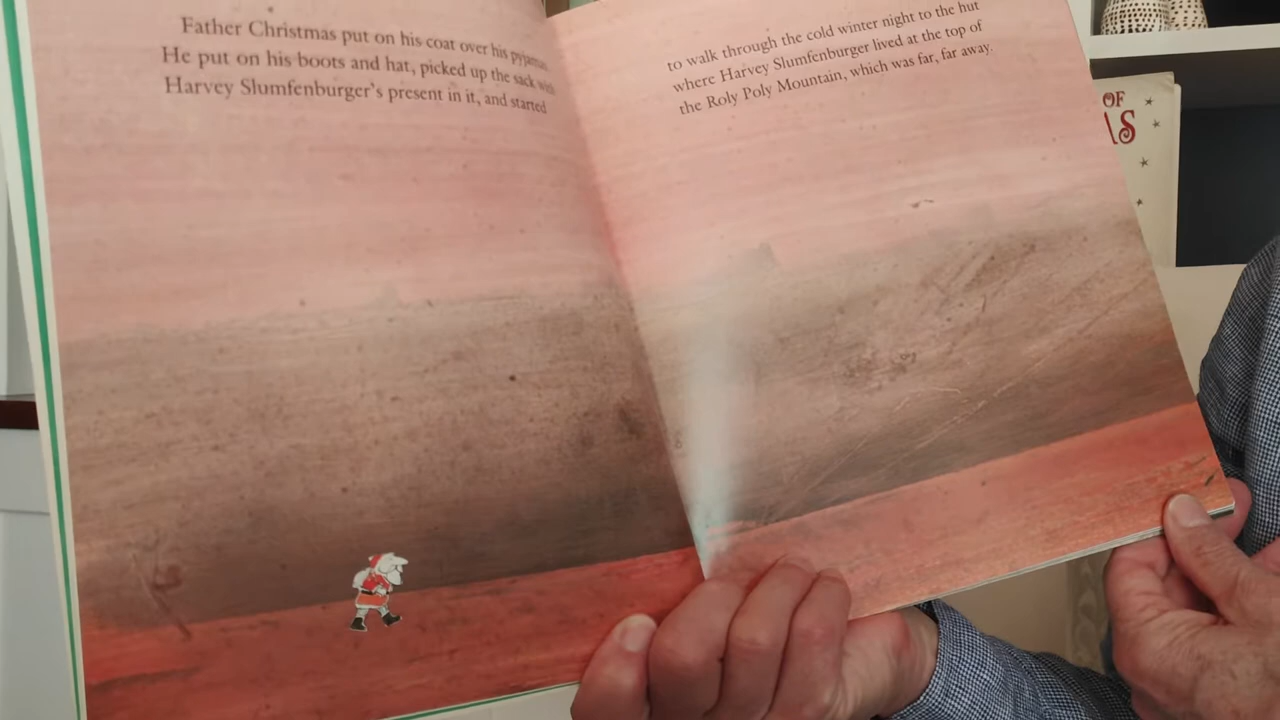 Father Christmas put on his coat over his pyjamas.
He put on his boots and hat, picked up the sack with
Harvey Slumfenburger's present in it, and started
to walk through the cold winter night to the hut
where Harvey Slumfenburger lived at the top of
the Roly Poly Mountain, which was far, far away.
OF
AS